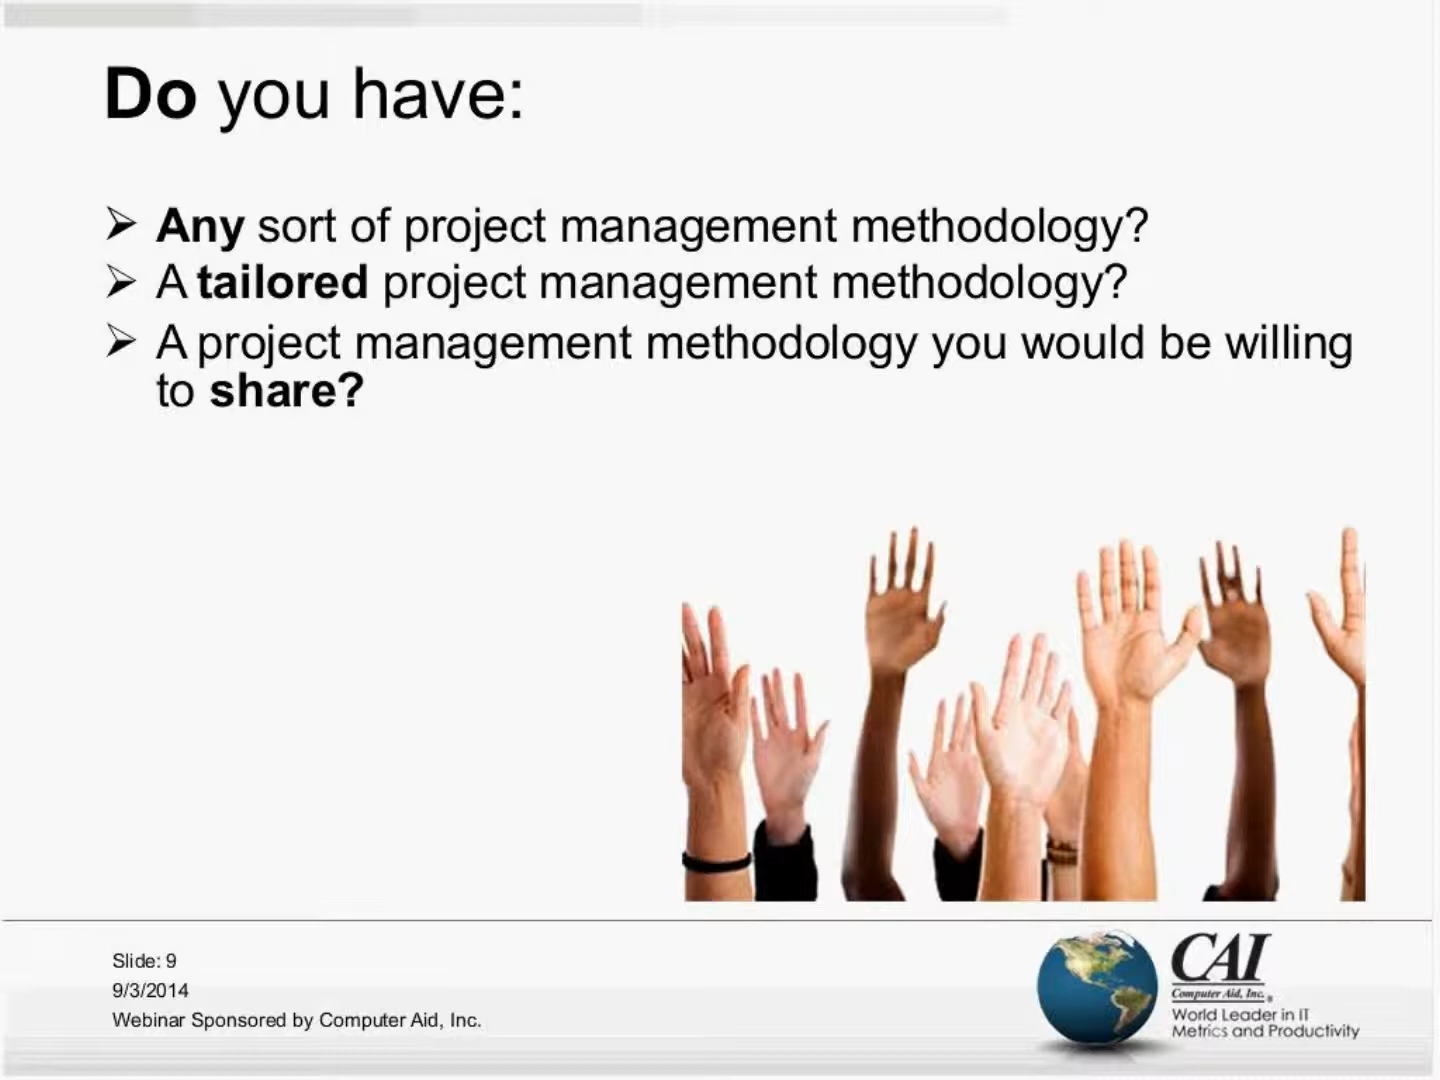 Do you have:
➢ Any sort of project management methodology?
➢ A tailored project management methodology?
➢ A project management methodology you would be willing
to share?
Slide: 9
9/3/2014
Webinar Sponsored by Computer Aid, Inc.
CAI
Computer Aid, Inc.®
World Leader in IT
Metrics and Productivity